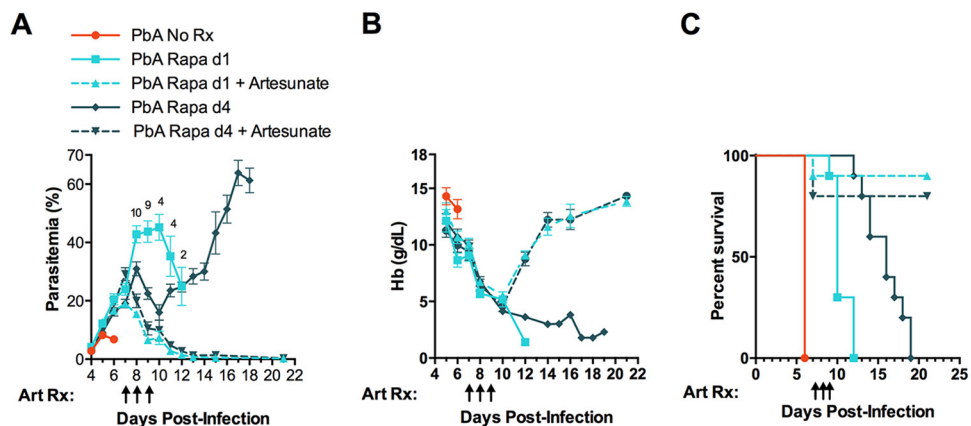 A
PbA No Rx
PbA Rapa d1
PbA Rapa d1 + Artesunate
PbA Rapa d4
PbA Rapa d4 + Artesunate
Parasitemia (%)
60
40
20
0
70
10 9 4
4
2
4 6 8 10 12 14 16 18 20 22
Art Rx:
Days Post-Infection
B
Hb (g/dL)
18
15
10
5
0
4 6 8 10 12 14 16 18 20 22
Art Rx:
Days Post-Infection
C
Percent survival
100
50
0
0 5 10 15 20 25
Art Rx:
Days Post-Infection